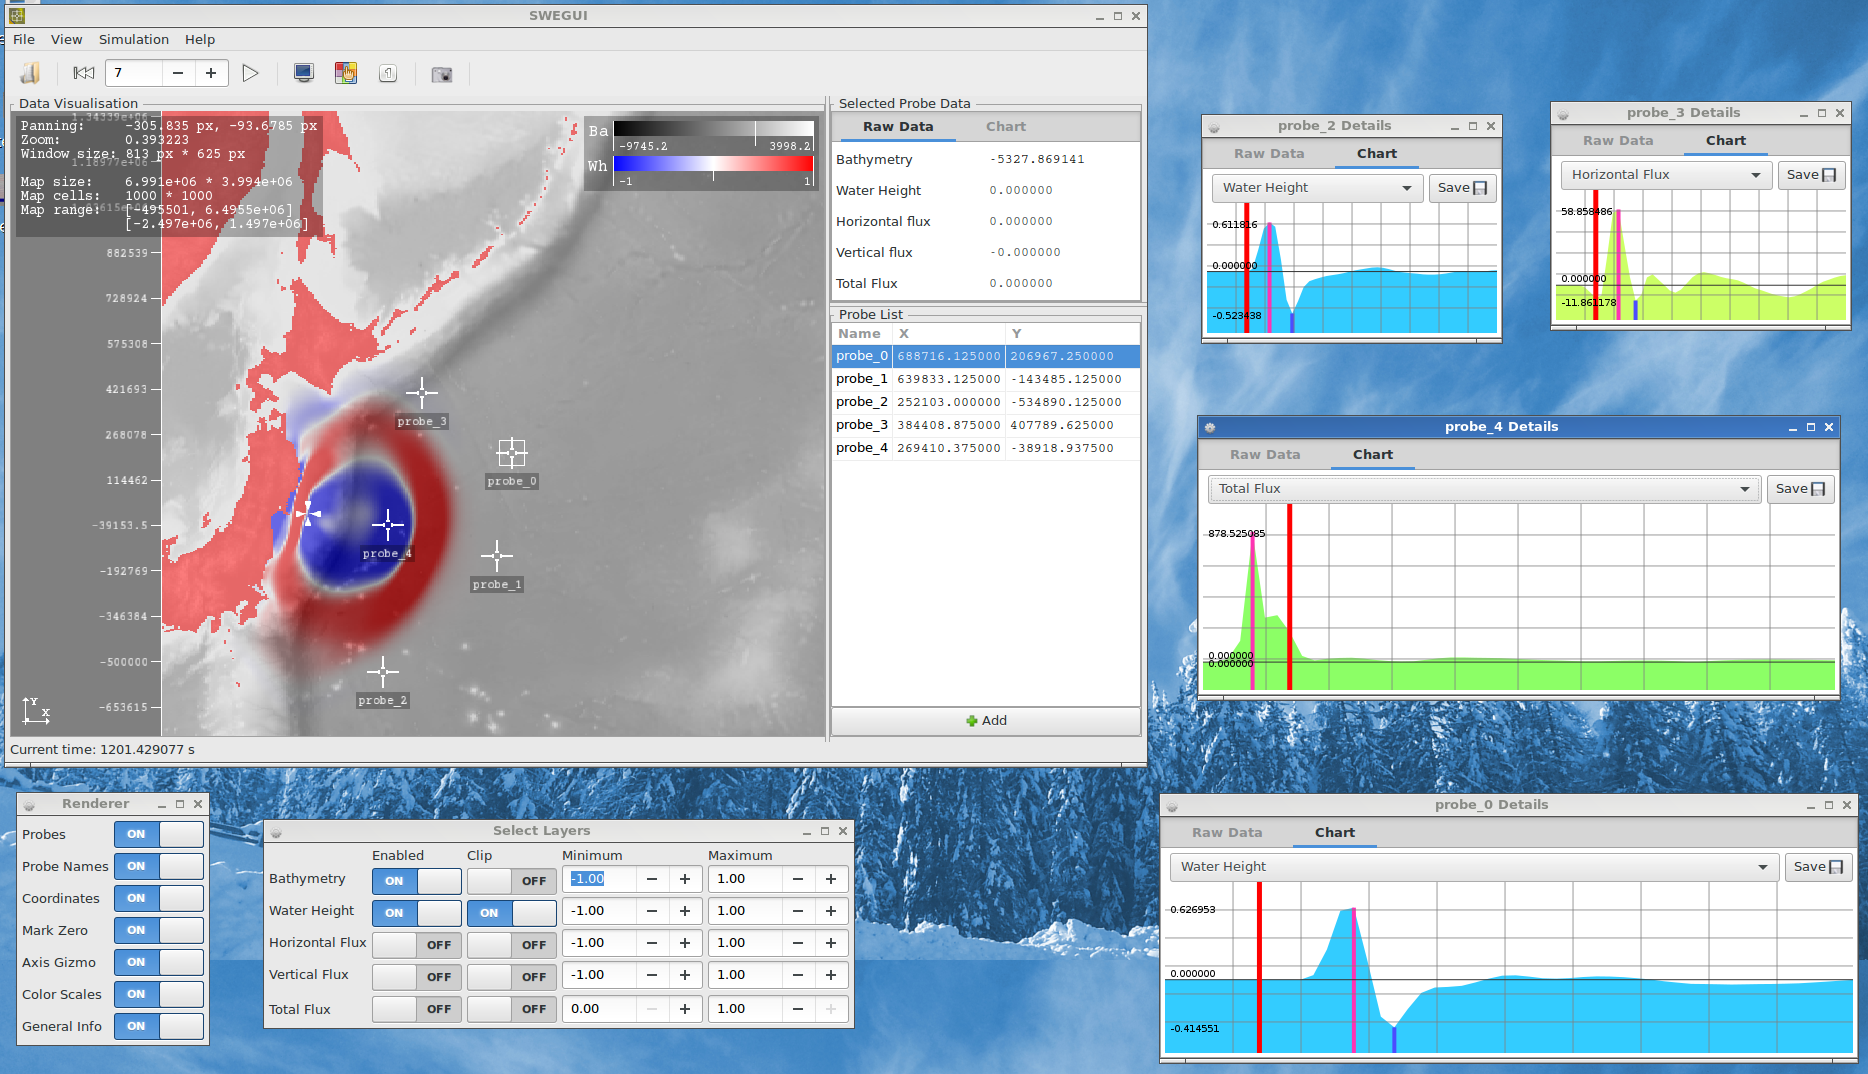 SWEGUI
File View Simulation Help
7
Data Visualisation
Panning: -305.835 px, -93.6785 px
Zoom: 0.393223
Window size: 813 px * 625 px
Map size: 6.991e+06 * 3.994e+06
Map cells: 1000 * 1000
Map range: [-495501, 6.4955e+06]
[-2.497e+06, 1.497e+06]
882539
728924
575308
421693
268078
114462
-39153.5
-192769
-346384
-500000
-653615
Ba
-9745.2 3998.2
Wh
-1 1
probe_3
probe_0
probe_4
probe_1
probe_2
Y
X
Current time: 1201.429077 s
Selected Probe Data
Raw Data Chart
Bathymetry -5327.869141
Water Height 0.000000
Horizontal flux 0.000000
Vertical flux -0.000000
Total Flux 0.000000
Probe List
Name X Y
probe_0 688716.125000 206967.250000
probe_1 639833.125000 -143485.125000
probe_2 252103.000000 -534890.125000
probe_3 384408.875000 407789.625000
probe_4 269410.375000 -38918.937500
Add
probe_2 Details
Raw Data Chart
Water Height Save
0.611816
0.000000
-0.523438
probe_3 Details
Raw Data Chart
Horizontal Flux Save
58.858486
0.000000
probe_4 Details
Raw Data Chart
Total Flux Save
878.525085
0.000000
0.000000
Renderer
Probes ON
Probe Names ON
Coordinates ON
Mark Zero ON
Axis Gizmo ON
Color Scales ON
General Info ON
Select Layers
Enabled Clip Minimum Maximum
Bathymetry ON OFF -1.00 1.00
Water Height ON ON -1.00 1.00
Horizontal Flux OFF OFF -1.00 1.00
Vertical Flux OFF OFF -1.00 1.00
Total Flux OFF OFF 0.00 1.00
probe_0 Details
Raw Data Chart
Water Height Save
0.626953
0.000000
-0.414551